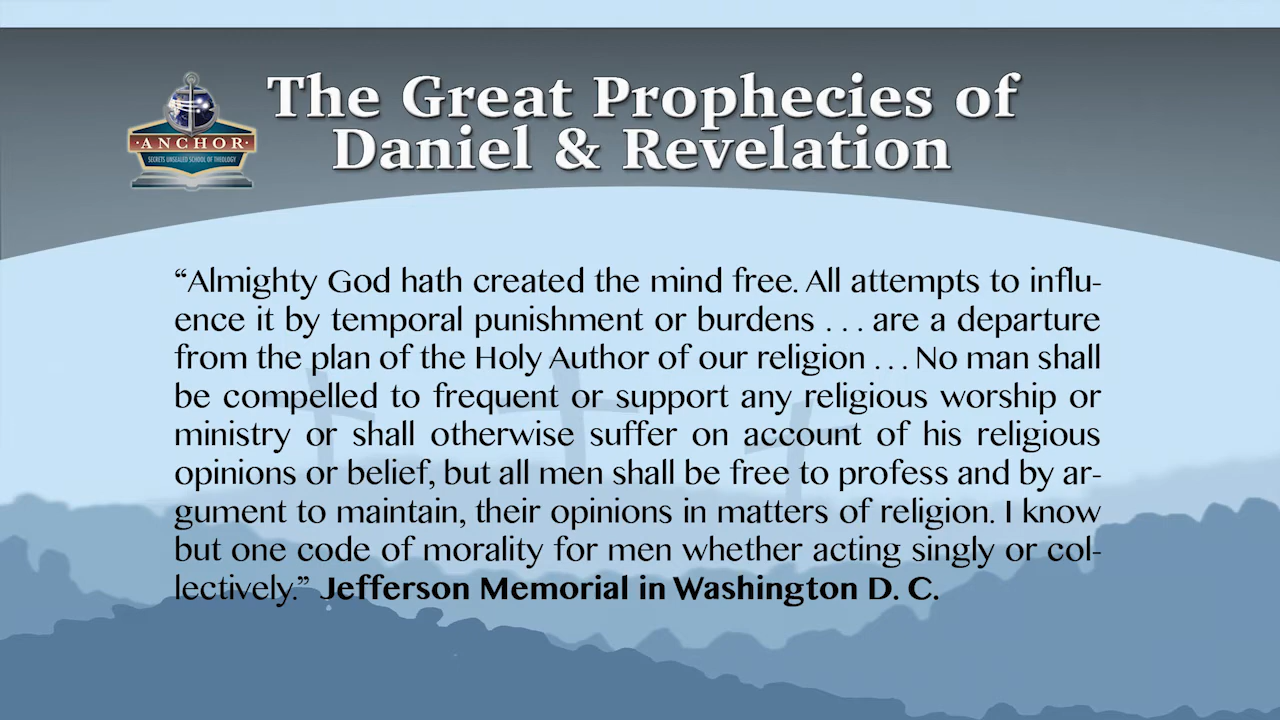 The Great Prophecies of
Daniel & Revelation
·ANCHOR·
SECRETS UNSEALED SCHOOL OF THEOLOGY
“Almighty God hath created the mind free. All attempts to influ-
ence it by temporal punishment or burdens . . . are a departure
from the plan of the Holy Author of our religion . . . No man shall
be compelled to frequent or support any religious worship or
ministry or shall otherwise suffer on account of his religious
opinions or belief, but all men shall be free to profess and by ar-
gument to maintain, their opinions in matters of religion. I know
but one code of morality for men whether acting singly or col-
lectively.” Jefferson Memorial in Washington D. C.